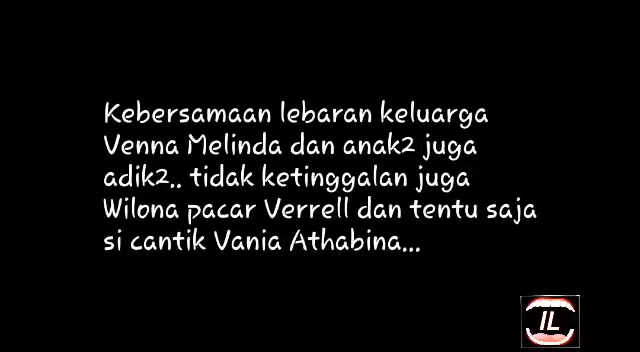 Kebersamaan lebaran keluarga
Venna Melinda dan anak2 juga
adik2.. tidak ketinggalan juga
Wilona pacar Verrell dan tentu saja
si cantik Vania Athabina...
IL